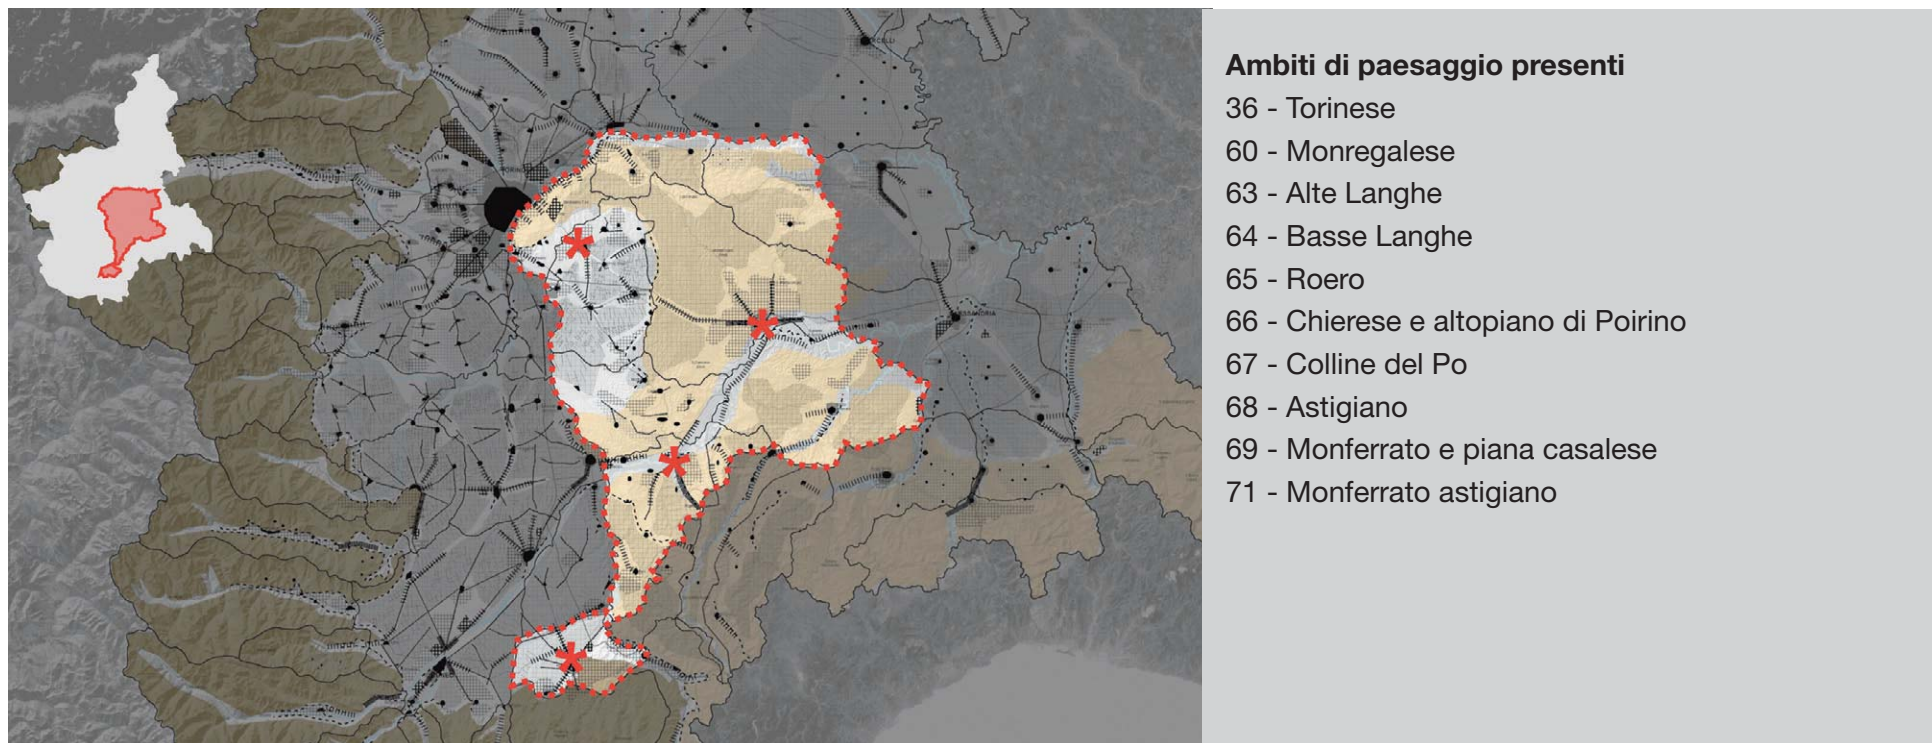 Ambiti di paesaggio presenti
36 - Torinese
60 - Monregalese
63 - Alte Langhe
64 - Basse Langhe
65 - Roero
66 - Chierese e altopiano di Poirino
67 - Colline del Po
68 - Astigiano
69 - Monferrato e piana casalese
71 - Monferrato astigiano